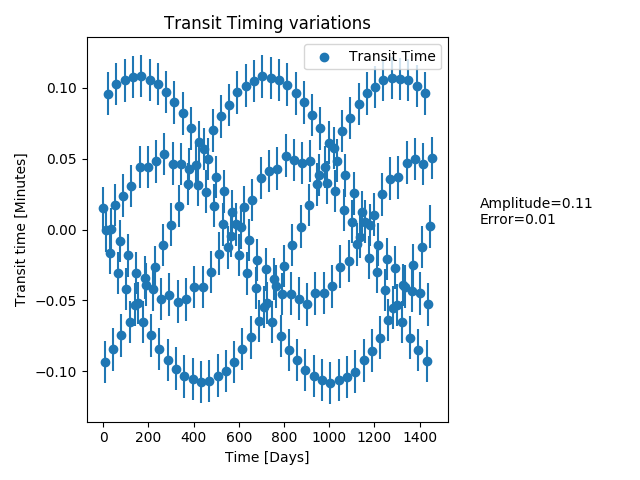 Transit Timing variations
Transit Time
0.10
0.05
0.00
−0.05
−0.10
Transit time [Minutes]
0 200 400 600 800 1000 1200 1400
Time [Days]
Amplitude=0.11
Error=0.01